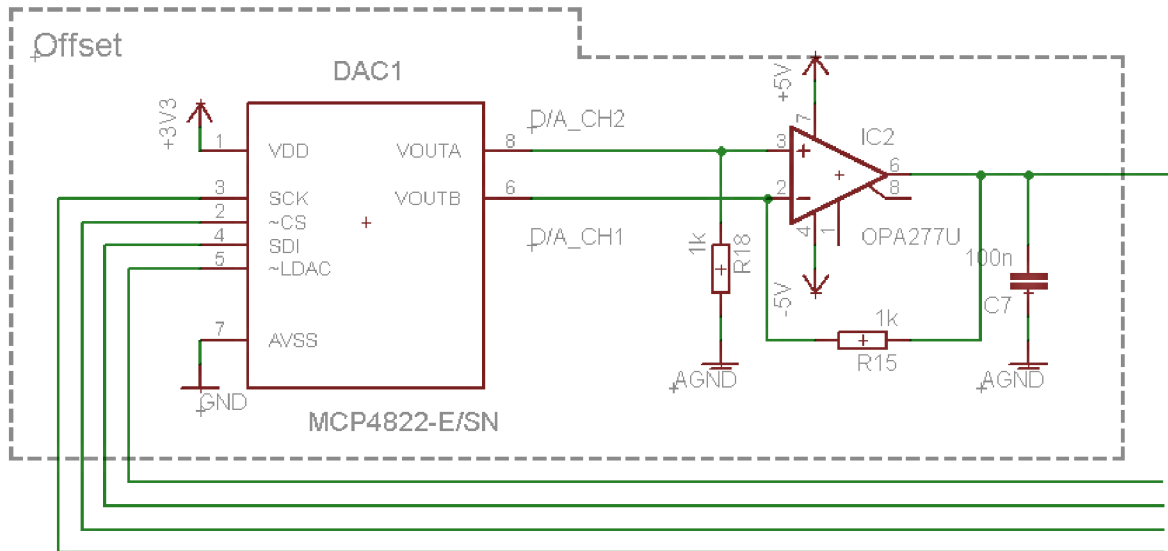 Offset
DAC1
+3V3
1
VDD
VOUTA
8
D/A_CH2
3
SCK
VOUTB
6
D/A_CH1
2
~CS
4
SDI
5
~LDAC
7
AVSS
GND
MCP4822-E/SN
+5V
7
IC2
3
+
2
-
6
8
4
1
OPA277U
-5V
1k
R18
AGND
1k
R15
100n
C7
AGND